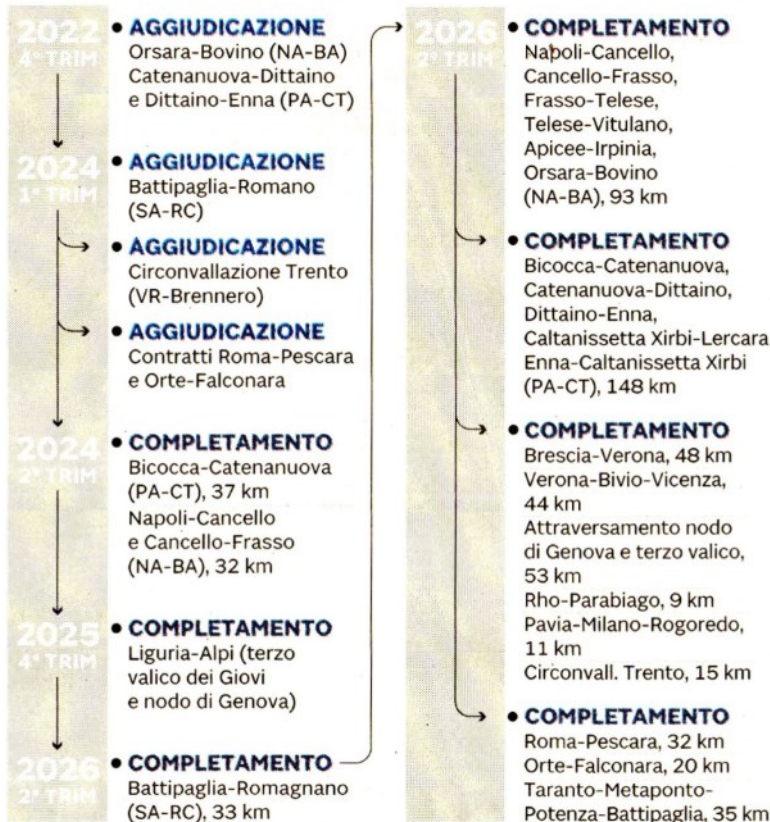 2022
4° TRIM
• AGGIUDICAZIONE
Orsara-Bovino (NA-BA)
Catenanuova-Dittaino
e Dittaino-Enna (PA-CT)
2024
1° TRIM
• AGGIUDICAZIONE
Battipaglia-Romano
(SA-RC)
• AGGIUDICAZIONE
Circonvallazione Trento
(VR-Brennero)
• AGGIUDICAZIONE
Contratti Roma-Pescara
e Orte-Falconara
2024
2° TRIM
• COMPLETAMENTO
Bicocca-Catenanuova
(PA-CT), 37 km
Napoli-Cancello
e Cancello-Frasso
(NA-BA), 32 km
2025
4° TRIM
• COMPLETAMENTO
Liguria-Alpi (terzo
valico dei Giovi
e nodo di Genova)
2026
2° TRIM
• COMPLETAMENTO
Battipaglia-Romagnano
(SA-RC), 33 km
2026
2° TRIM
• COMPLETAMENTO
Napoli-Cancello,
Cancello-Frasso,
Frasso-Telese,
Telese-Vitulano,
Apicee-Irpinia,
Orsara-Bovino
(NA-BA), 93 km
• COMPLETAMENTO
Bicocca-Catenanuova,
Catenanuova-Dittaino,
Dittaino-Enna,
Caltanissetta Xirbi-Lercara
Enna-Caltanissetta Xirbi
(PA-CT), 148 km
• COMPLETAMENTO
Brescia-Verona, 48 km
Verona-Bivio-Vicenza,
44 km
Attraversamento nodo
di Genova e terzo valico,
53 km
Rho-Parabiago, 9 km
Pavia-Milano-Rogoredo,
11 km
Circonvall. Trento, 15 km
• COMPLETAMENTO
Roma-Pescara, 32 km
Orte-Falconara, 20 km
Taranto-Metaponto-
Potenza-Battipaglia, 35 km